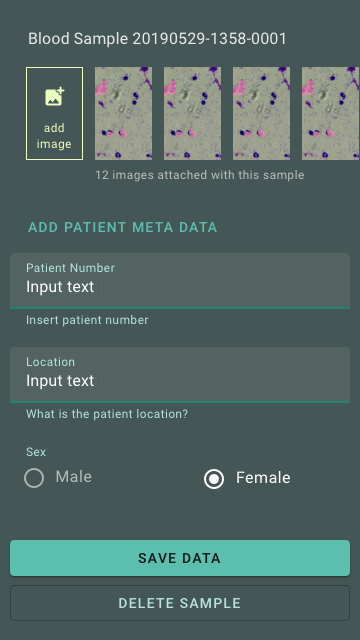 Blood Sample 20190529-1358-0001
add
image
12 images attached with this sample
ADD PATIENT META DATA
Patient Number
Input text
Insert patient number
Location
Input text
What is the patient location?
Sex
Male
Female
SAVE DATA
DELETE SAMPLE